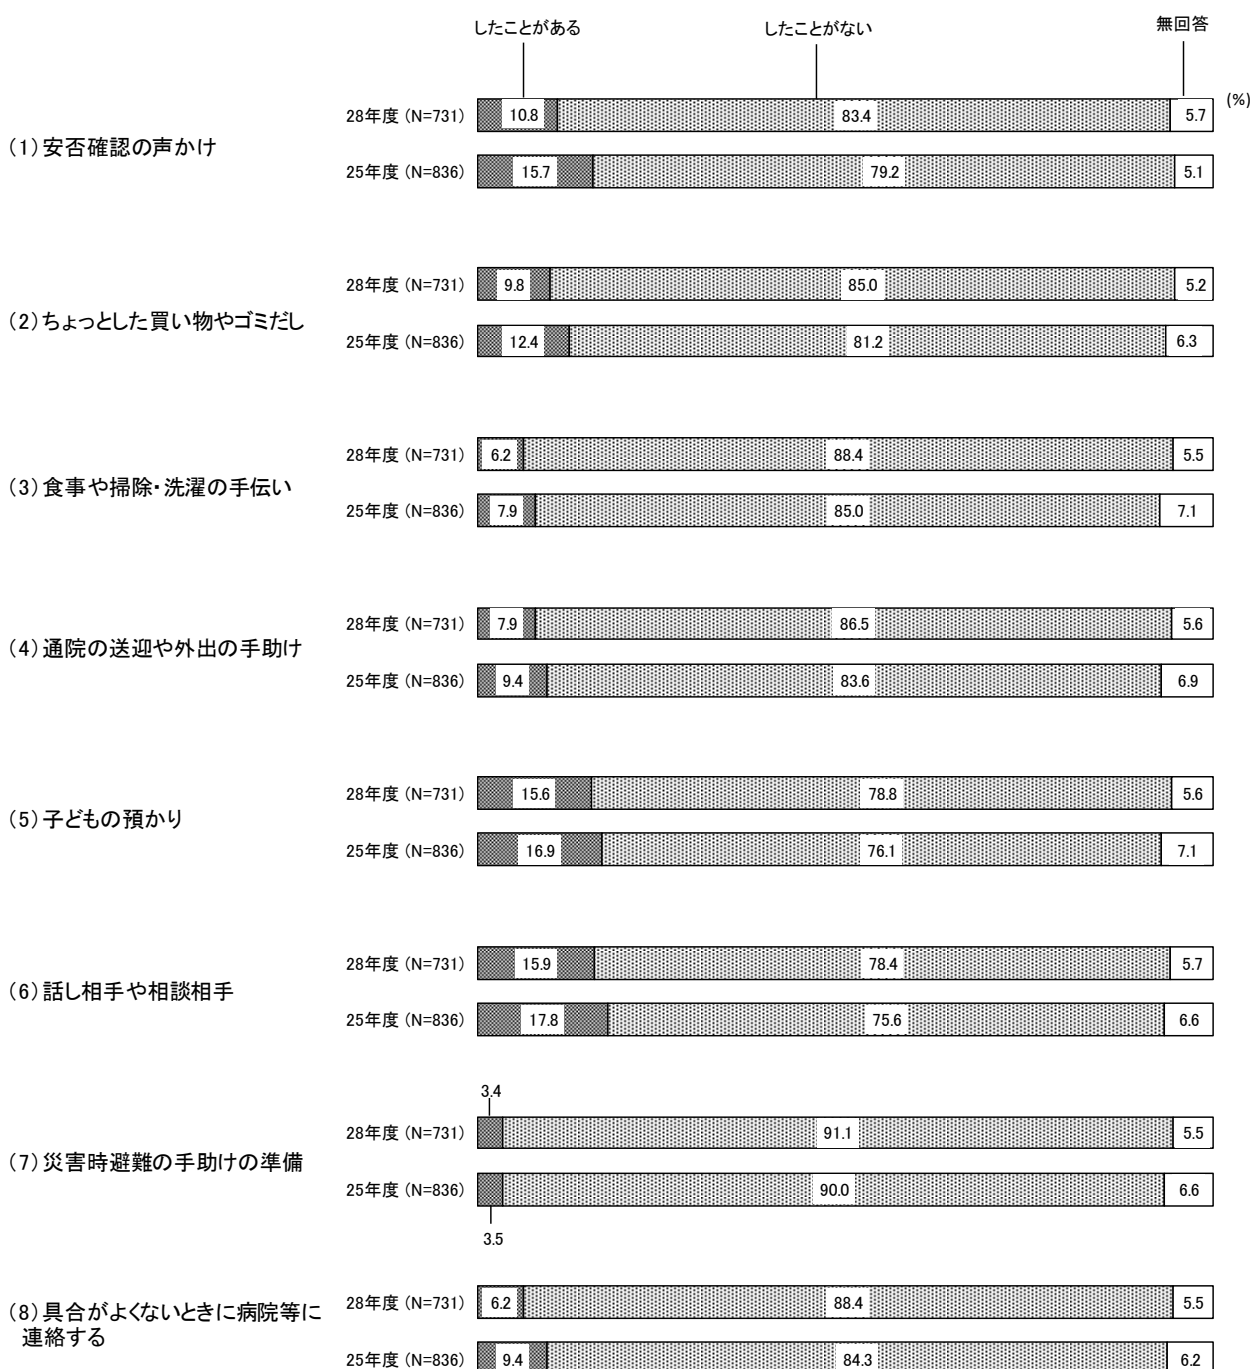 したことがある したことがない 無回答
(%)
(1)安否確認の声かけ
28年度 (N=731) 10.8 83.4 5.7
25年度 (N=836) 15.7 79.2 5.1
(2)ちょっとした買い物やゴミだし
28年度 (N=731) 9.8 85.0 5.2
25年度 (N=836) 12.4 81.2 6.3
(3)食事や掃除・洗濯の手伝い
28年度 (N=731) 6.2 88.4 5.5
25年度 (N=836) 7.9 85.0 7.1
(4)通院の送迎や外出の手助け
28年度 (N=731) 7.9 86.5 5.6
25年度 (N=836) 9.4 83.6 6.9
(5)子どもの預かり
28年度 (N=731) 15.6 78.8 5.6
25年度 (N=836) 16.9 76.1 7.1
(6)話し相手や相談相手
28年度 (N=731) 15.9 78.4 5.7
25年度 (N=836) 17.8 75.6 6.6
(7)災害時避難の手助けの準備
3.4
28年度 (N=731) 91.1 5.5
25年度 (N=836) 90.0 6.6
3.5
(8)具合がよくないときに病院等に
連絡する
28年度 (N=731) 6.2 88.4 5.5
25年度 (N=836) 9.4 84.3 6.2